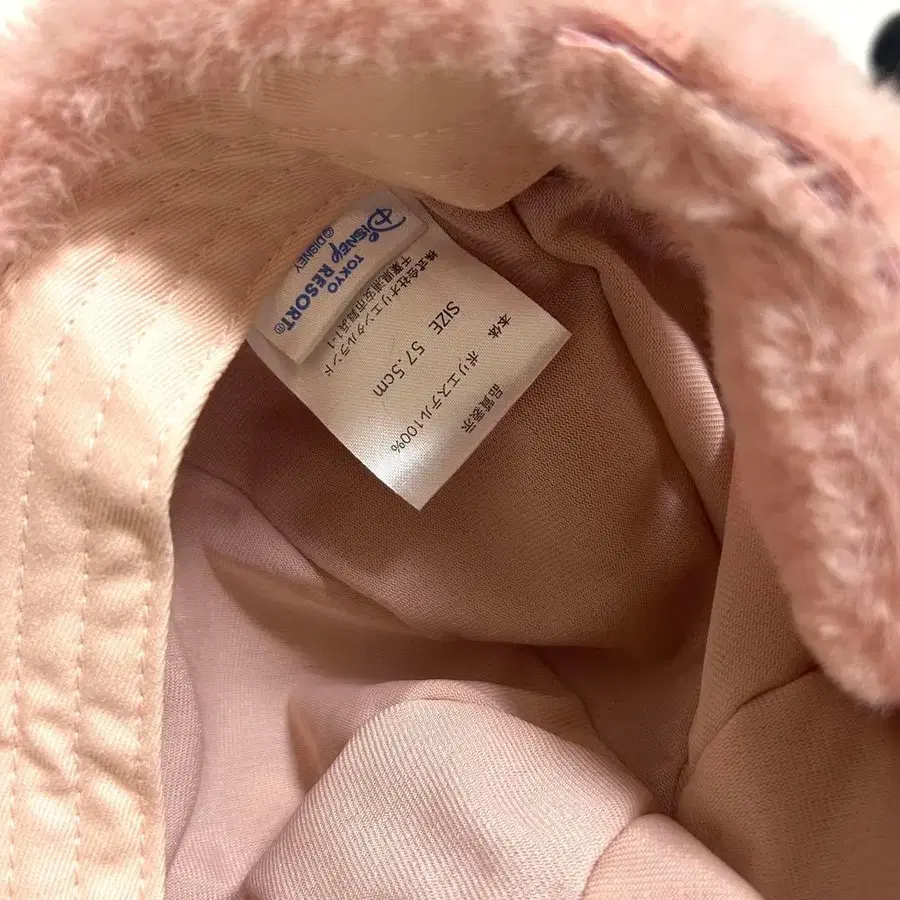 TOKYO
Disney RESORT®
©DISNEY
品質表示
本体 ポリエステル100%
SIZE 57.5cm
株式会社オリエンタルランド
千葉県浦安市舞浜1-1